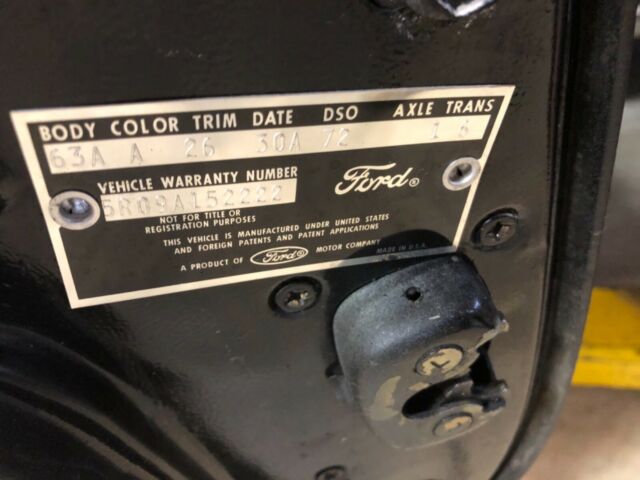 BODY COLOR TRIM DATE DSO AXLE TRANS
63A A 26 30A 72 1 6
VEHICLE WARRANTY NUMBER
5R09A152222
Ford®
NOT FOR TITLE OR
REGISTRATION PURPOSES
THIS VEHICLE IS MANUFACTURED UNDER UNITED STATES
AND FOREIGN PATENTS AND PATENT APPLICATIONS
A PRODUCT OF Ford® MOTOR COMPANY MADE IN U.S.A.